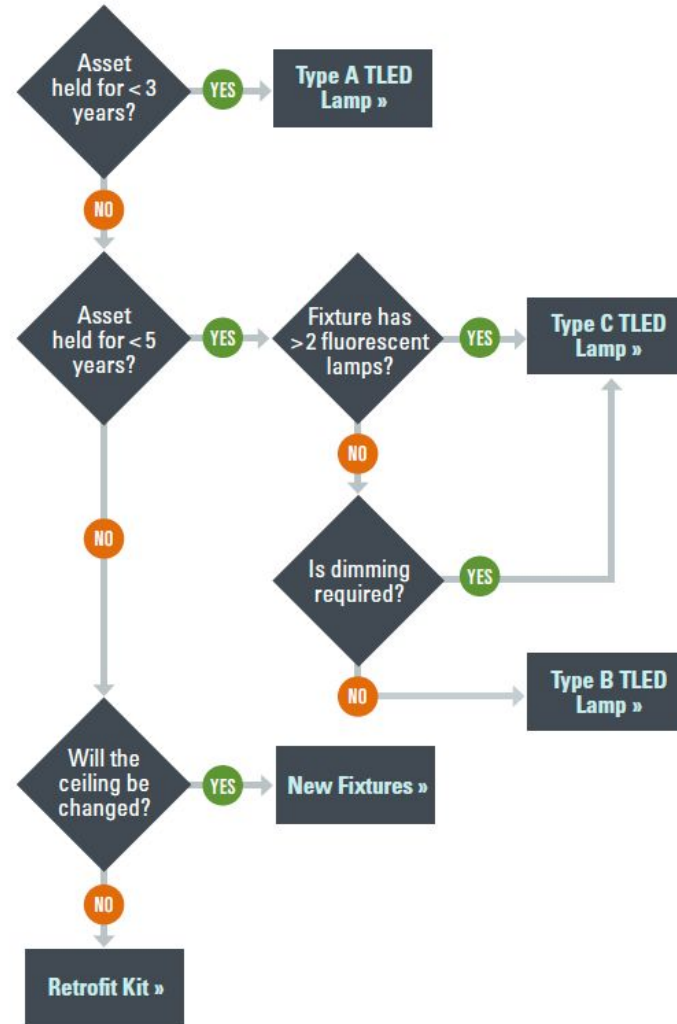 Asset
held for < 3
years?
YES
Type A TLED
Lamp »
NO
Asset
held for < 5
years?
YES
Fixture has
>2 fluorescent
lamps?
YES
Type C TLED
Lamp »
NO
NO
Is dimming
required?
YES
NO
Type B TLED
Lamp »
Will the
ceiling be
changed?
YES
New Fixtures »
NO
Retrofit Kit »